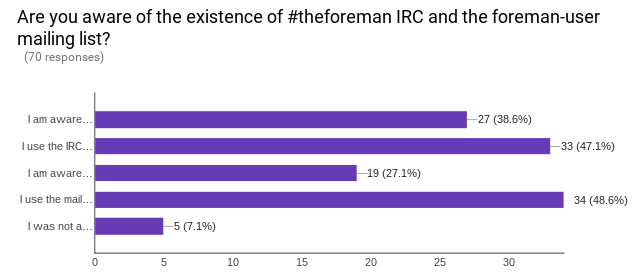 Are you aware of the existence of #theforeman IRC and the foreman-user
mailing list?
(70 responses)
I am aware… 27 (38.6%)
I use the IRC… 33 (47.1%)
I am aware… 19 (27.1%)
I use the mail… 34 (48.6%)
I was not a… 5 (7.1%)
0 5 10 15 20 25 30